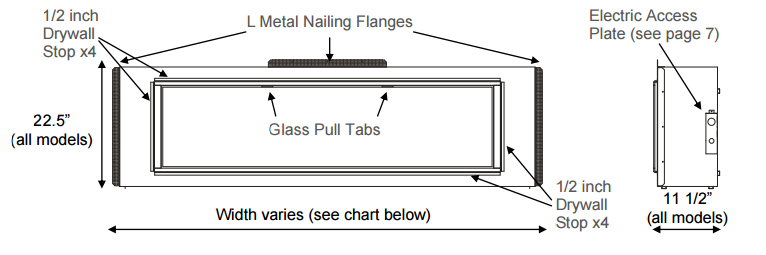 1/2 inch
Drywall
Stop x4
L Metal Nailing Flanges
Electric Access
Plate (see page 7)
22.5”
(all models)
Glass Pull Tabs
1/2 inch
Drywall
Stop x4
Width varies (see chart below)
11 1/2”
(all models)